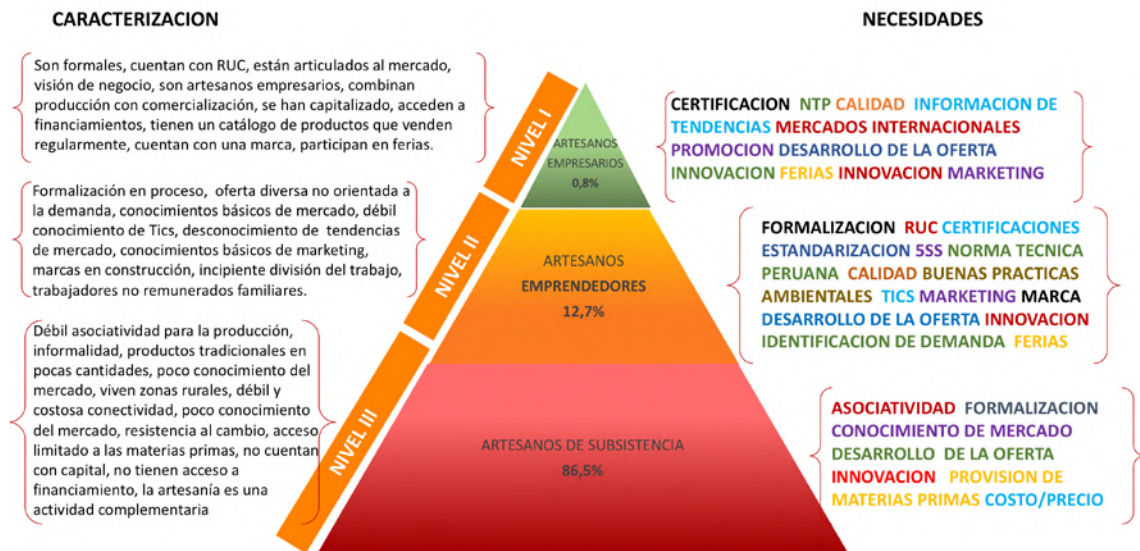 CARACTERIZACION
NECESIDADES
Son formales, cuentan con RUC, están articulados al mercado,
visión de negocio, son artesanos empresarios, combinan
producción con comercialización, se han capitalizado, acceden a
financiamientos, tienen un catálogo de productos que venden
regularmente, cuentan con una marca, participan en ferias.
NIVEL I
ARTESANOS
EMPRESARIOS
0,8%
CERTIFICACION NTP CALIDAD INFORMACION DE
TENDENCIAS MERCADOS INTERNACIONALES
PROMOCION DESARROLLO DE LA OFERTA
INNOVACION FERIAS INNOVACION MARKETING
Formalización en proceso, oferta diversa no orientada a
la demanda, conocimientos básicos de mercado, débil
conocimiento de Tics, desconocimiento de tendencias
de mercado, conocimientos básicos de marketing,
marcas en construcción, incipiente división del trabajo,
trabajadores no remunerados familiares.
NIVEL II
ARTESANOS
EMPRENDEDORES
12,7%
FORMALIZACION RUC CERTIFICACIONES
ESTANDARIZACION 5SS NORMA TECNICA
PERUANA CALIDAD BUENAS PRACTICAS
AMBIENTALES TICS MARKETING MARCA
DESARROLLO DE LA OFERTA INNOVACION
IDENTIFICACION DE DEMANDA FERIAS
Débil asociatividad para la producción,
informalidad, productos tradicionales en
pocas cantidades, poco conocimiento del
mercado, viven zonas rurales, débil y
costosa conectividad, poco conocimiento
del mercado, resistencia al cambio, acceso
limitado a las materias primas, no cuentan
con capital, no tienen acceso a
financiamiento, la artesanía es una
actividad complementaria
NIVEL III
ARTESANOS DE SUBSISTENCIA
86,5%
ASOCIATIVIDAD FORMALIZACION
CONOCIMIENTO DE MERCADO
DESARROLLO DE LA OFERTA
INNOVACION PROVISION DE
MATERIAS PRIMAS COSTO/PRECIO